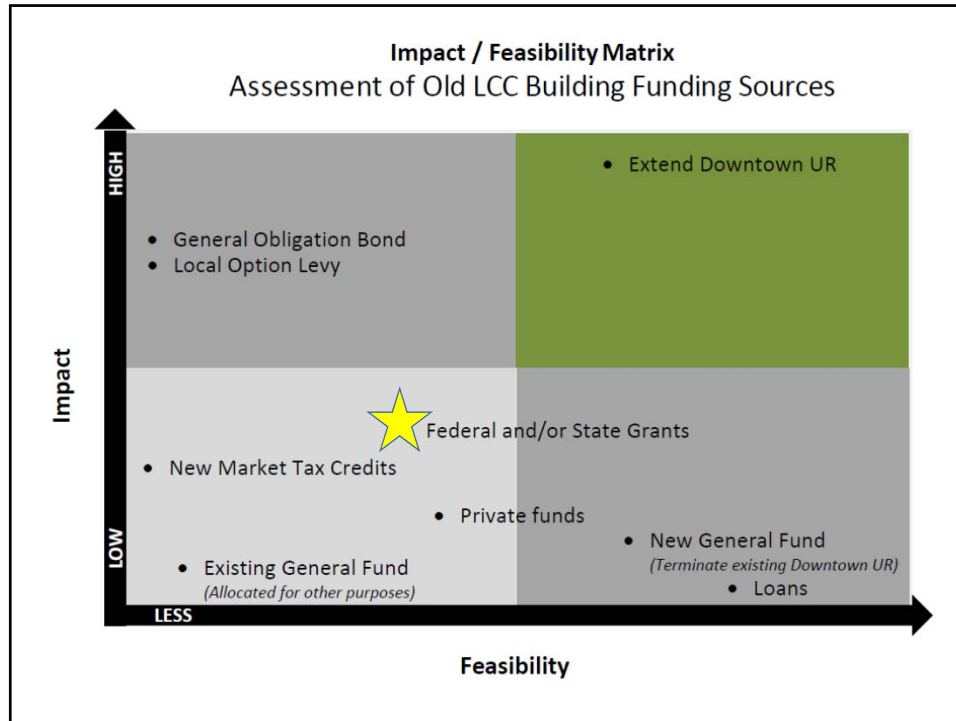 Impact / Feasibility Matrix
Assessment of Old LCC Building Funding Sources
HIGH
• Extend Downtown UR
• General Obligation Bond
• Local Option Levy
Impact
Federal and/or State Grants
• New Market Tax Credits
• Private funds
LOW
• New General Fund
(Terminate existing Downtown UR)
• Existing General Fund
(Allocated for other purposes)
• Loans
LESS
Feasibility